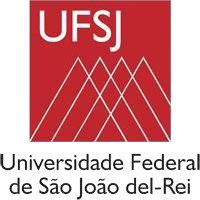 UFSJ
Universidade Federal
de São João del-Rei